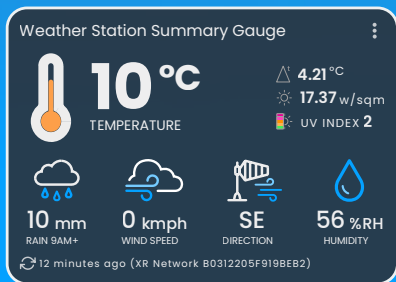 Weather Station Summary Gauge
10 °C
TEMPERATURE
4.21 °C
17.37 w/sqm
UV INDEX 2
10 mm
RAIN 9AM+
0 kmph
WIND SPEED
SE
DIRECTION
56 %RH
HUMIDITY
12 minutes ago (XR Network B0312205F919BEB2)